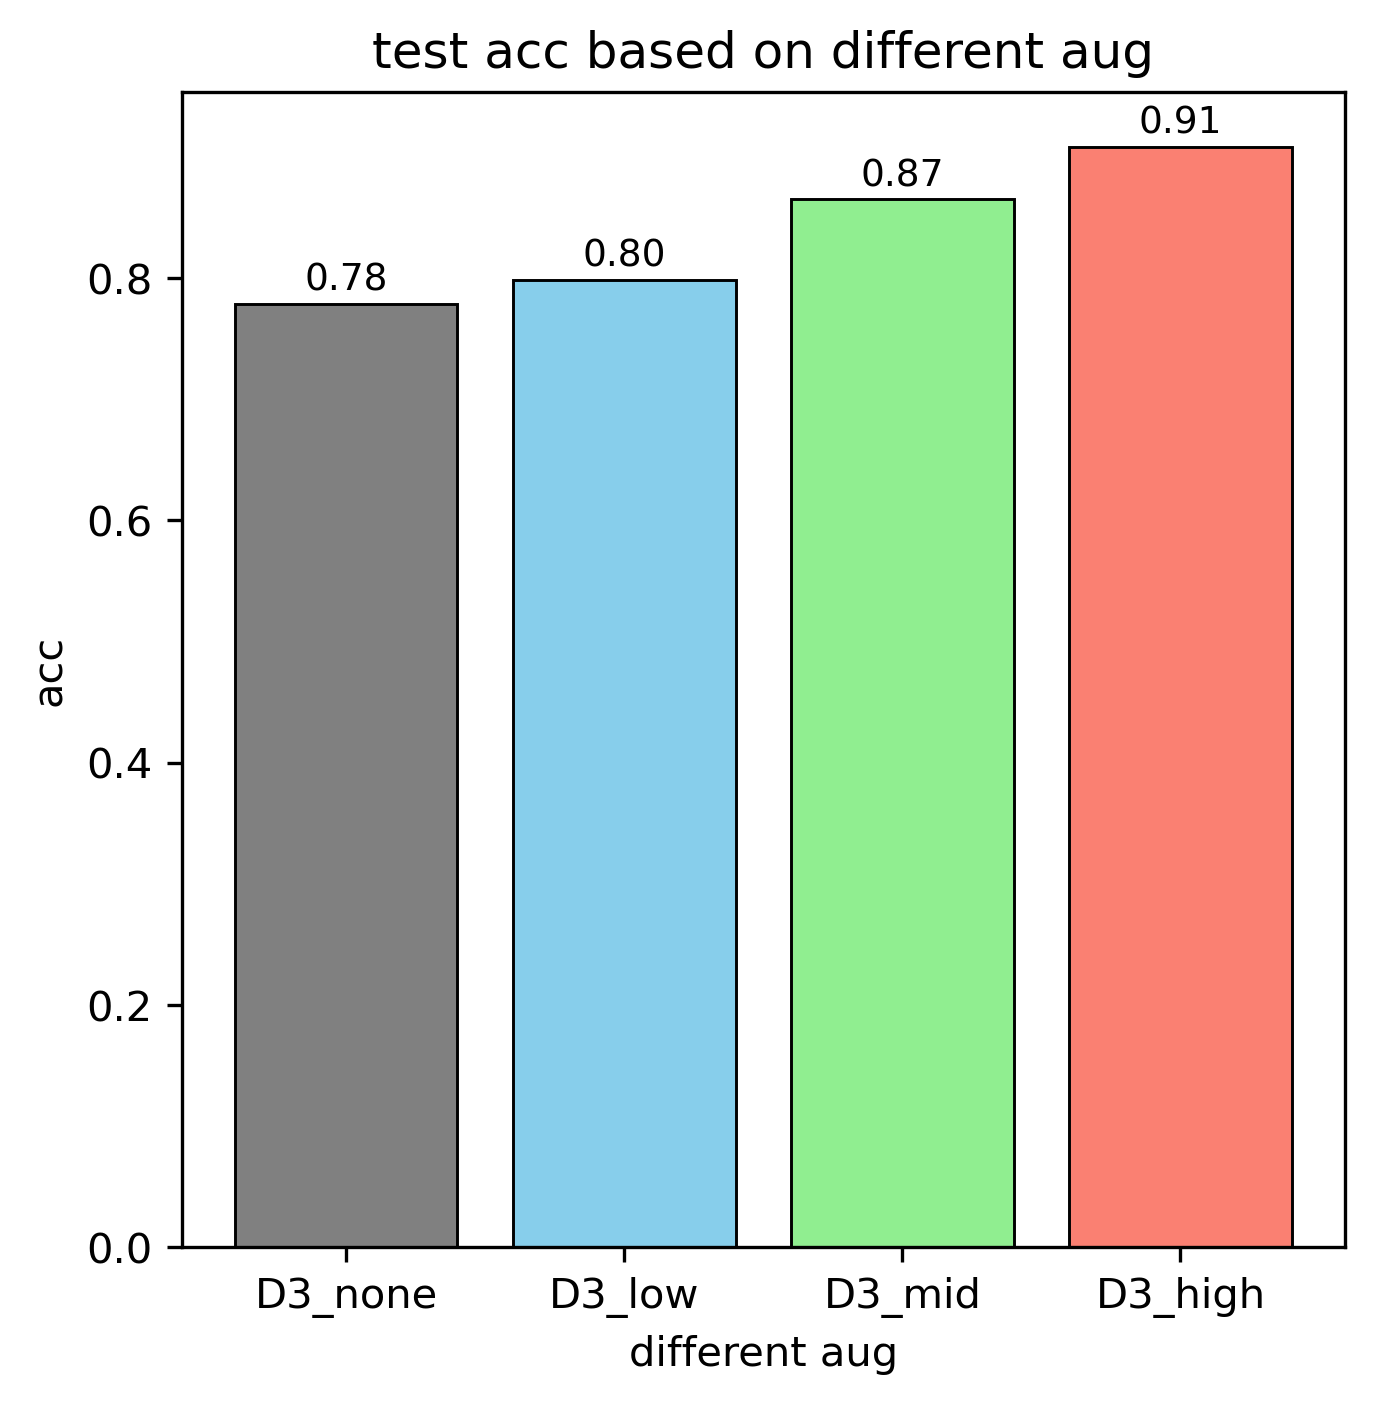 test acc based on different aug
0.91
0.87
0.80
0.78
0.8
0.6
0.4
0.2
0.0
acc
D3_none D3_low D3_mid D3_high
different aug